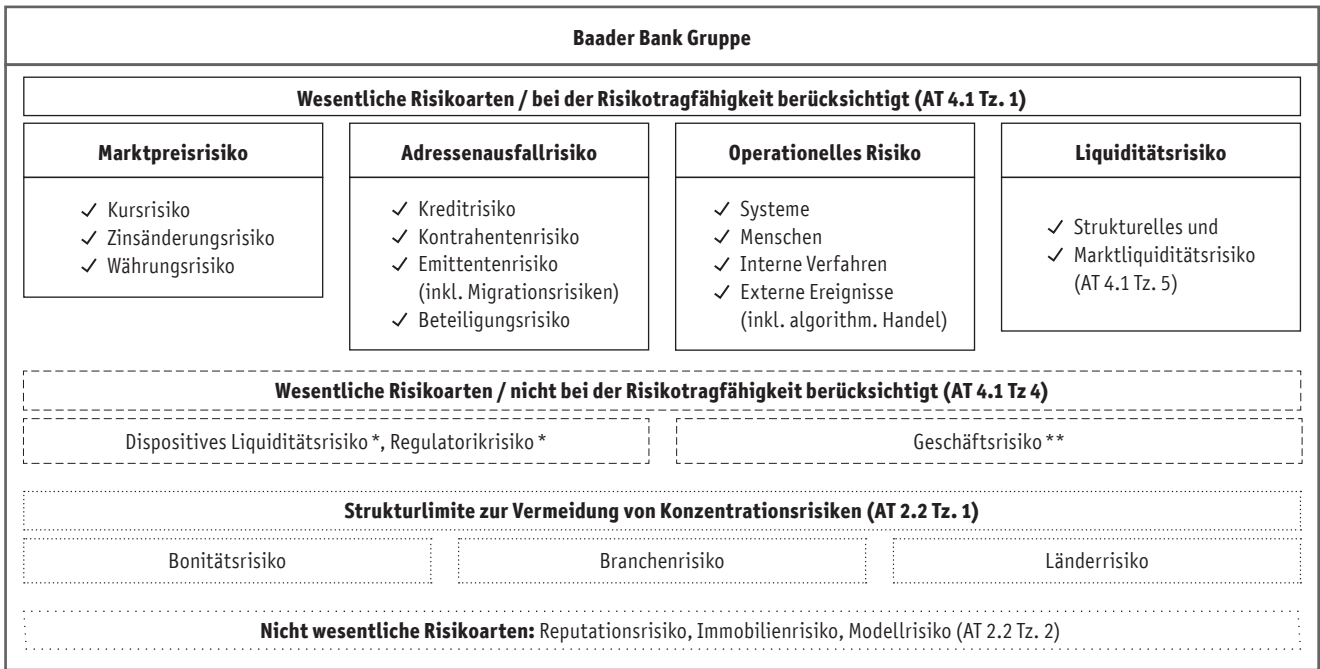 Baader Bank Gruppe
Wesentliche Risikoarten / bei der Risikotragfähigkeit berücksichtigt (AT 4.1 Tz. 1)
Marktpreisrisiko
✓ Kursrisiko
✓ Zinsänderungsrisiko
✓ Währungsrisiko
Adressenausfallrisiko
✓ Kreditrisiko
✓ Kontrahentenrisiko
✓ Emittentenrisiko
(inkl. Migrationsrisiken)
✓ Beteiligungsrisiko
Operationelles Risiko
✓ Systeme
✓ Menschen
✓ Interne Verfahren
✓ Externe Ereignisse
(inkl. algorithm. Handel)
Liquiditätsrisiko
✓ Strukturelles und
✓ Marktliquiditätsrisiko
(AT 4.1 Tz. 5)
Wesentliche Risikoarten / nicht bei der Risikotragfähigkeit berücksichtigt (AT 4.1 Tz 4)
Dispositives Liquiditätsrisiko *, Regulatorikrisiko *
Geschäftsrisiko **
Strukturlimite zur Vermeidung von Konzentrationsrisiken (AT 2.2 Tz. 1)
Bonitätsrisiko
Branchenrisiko
Länderrisiko
Nicht wesentliche Risikoarten: Reputationsrisiko, Immobilienrisiko, Modellrisiko (AT 2.2 Tz. 2)